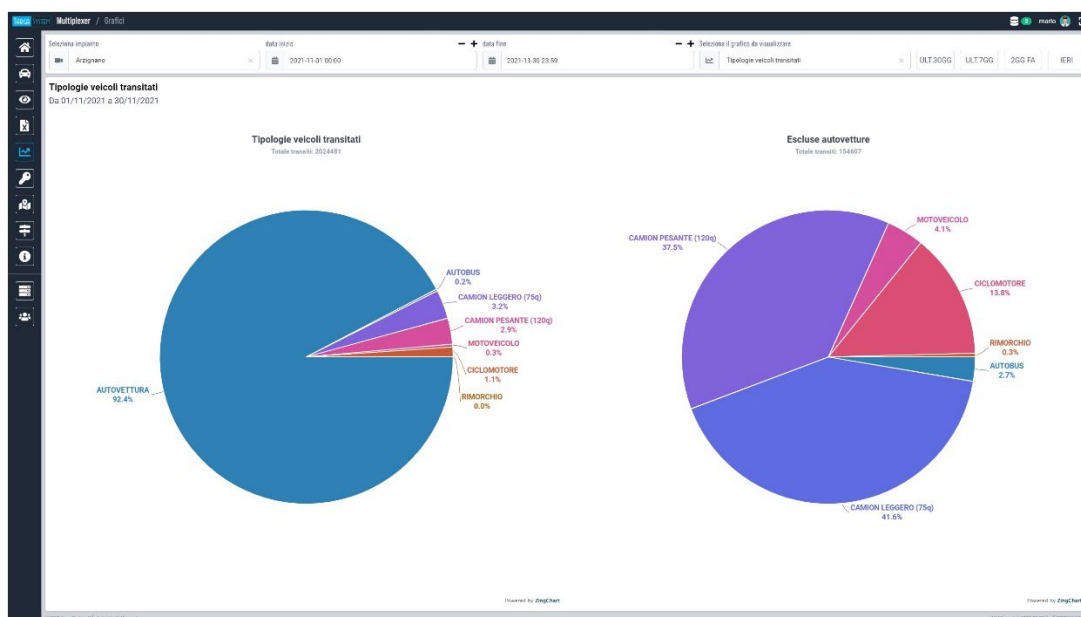 TARGA SYSTEM Multiplexer / Grafici
8 mario
Seleziona impianto
data inizio
data fine
Seleziona il grafico da visualizzare
Arzignano
2021-11-01 00:00
2021-11-30 23:59
Tipologie veicoli transitati
ULT.30GG
ULT.7GG
2GG FA
IERI
Tipologie veicoli transitati
Da 01/11/2021 a 30/11/2021
Tipologie veicoli transitati
Totale transiti: 2024481
AUTOBUS
0.2%
CAMION LEGGERO (75q)
3.2%
CAMION PESANTE (120q)
2.9%
MOTOVEICOLO
0.3%
CICLOMOTORE
1.1%
RIMORCHIO
0.0%
AUTOVETTURA
92.4%
Powered by ZingChart
Escluse autovetture
Totale transiti: 154607
CAMION PESANTE (120q)
37.5%
MOTOVEICOLO
4.1%
CICLOMOTORE
13.8%
RIMORCHIO
0.3%
AUTOBUS
2.7%
CAMION LEGGERO (75q)
41.6%
Powered by ZingChart